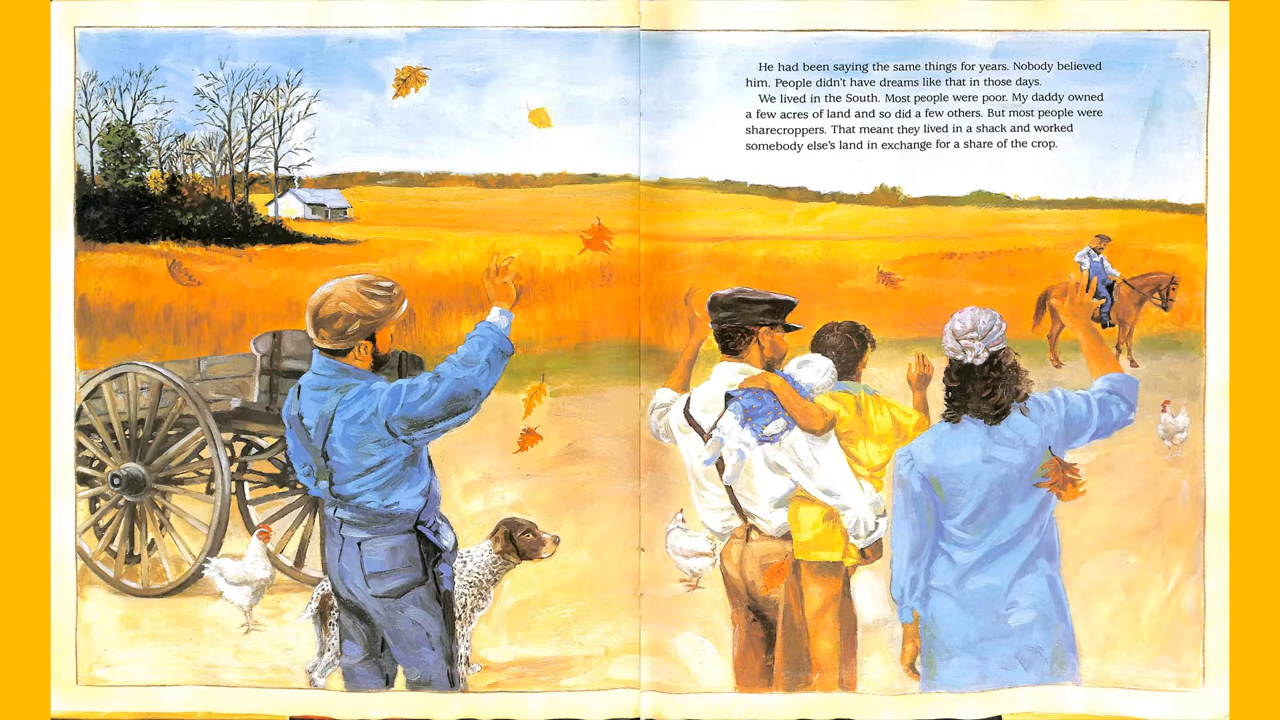 He had been saying the same things for years. Nobody believed
him. People didn't have dreams like that in those days.
We lived in the South. Most people were poor. My daddy owned
a few acres of land and so did a few others. But most people were
sharecroppers. That meant they lived in a shack and worked
somebody else's land in exchange for a share of the crop.